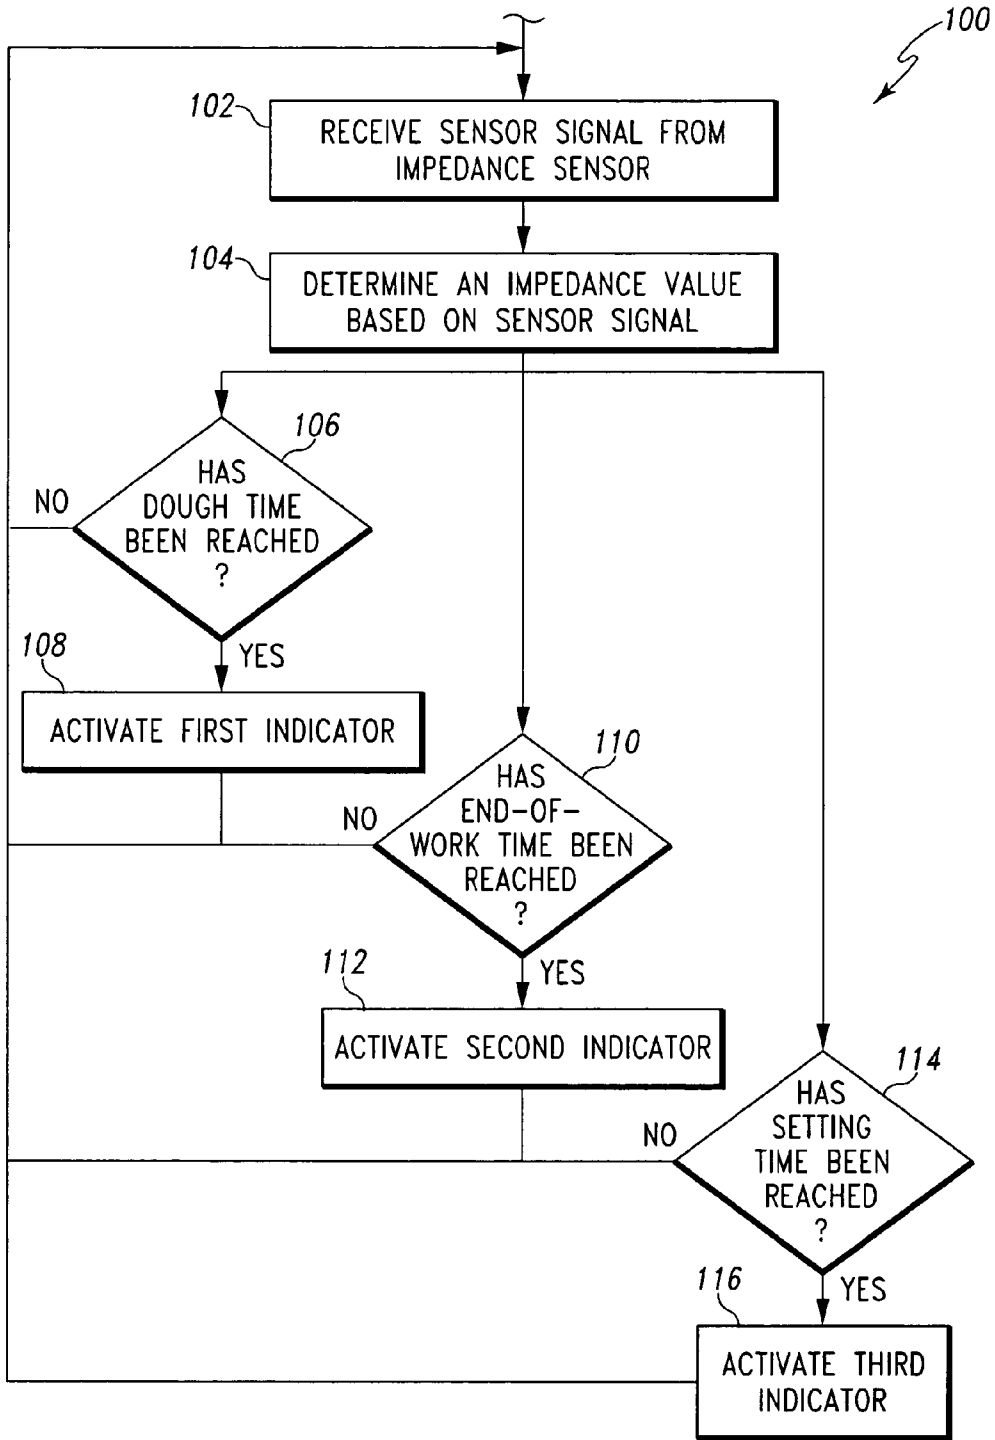 100
102
RECEIVE SENSOR SIGNAL FROM
IMPEDANCE SENSOR
104
DETERMINE AN IMPEDANCE VALUE
BASED ON SENSOR SIGNAL
106
HAS
DOUGH TIME
BEEN REACHED
?
NO
YES
108
ACTIVATE FIRST INDICATOR
110
HAS
END-OF-
WORK TIME BEEN
REACHED
?
NO
YES
112
ACTIVATE SECOND INDICATOR
114
HAS
SETTING
TIME BEEN
REACHED
?
NO
YES
116
ACTIVATE THIRD
INDICATOR